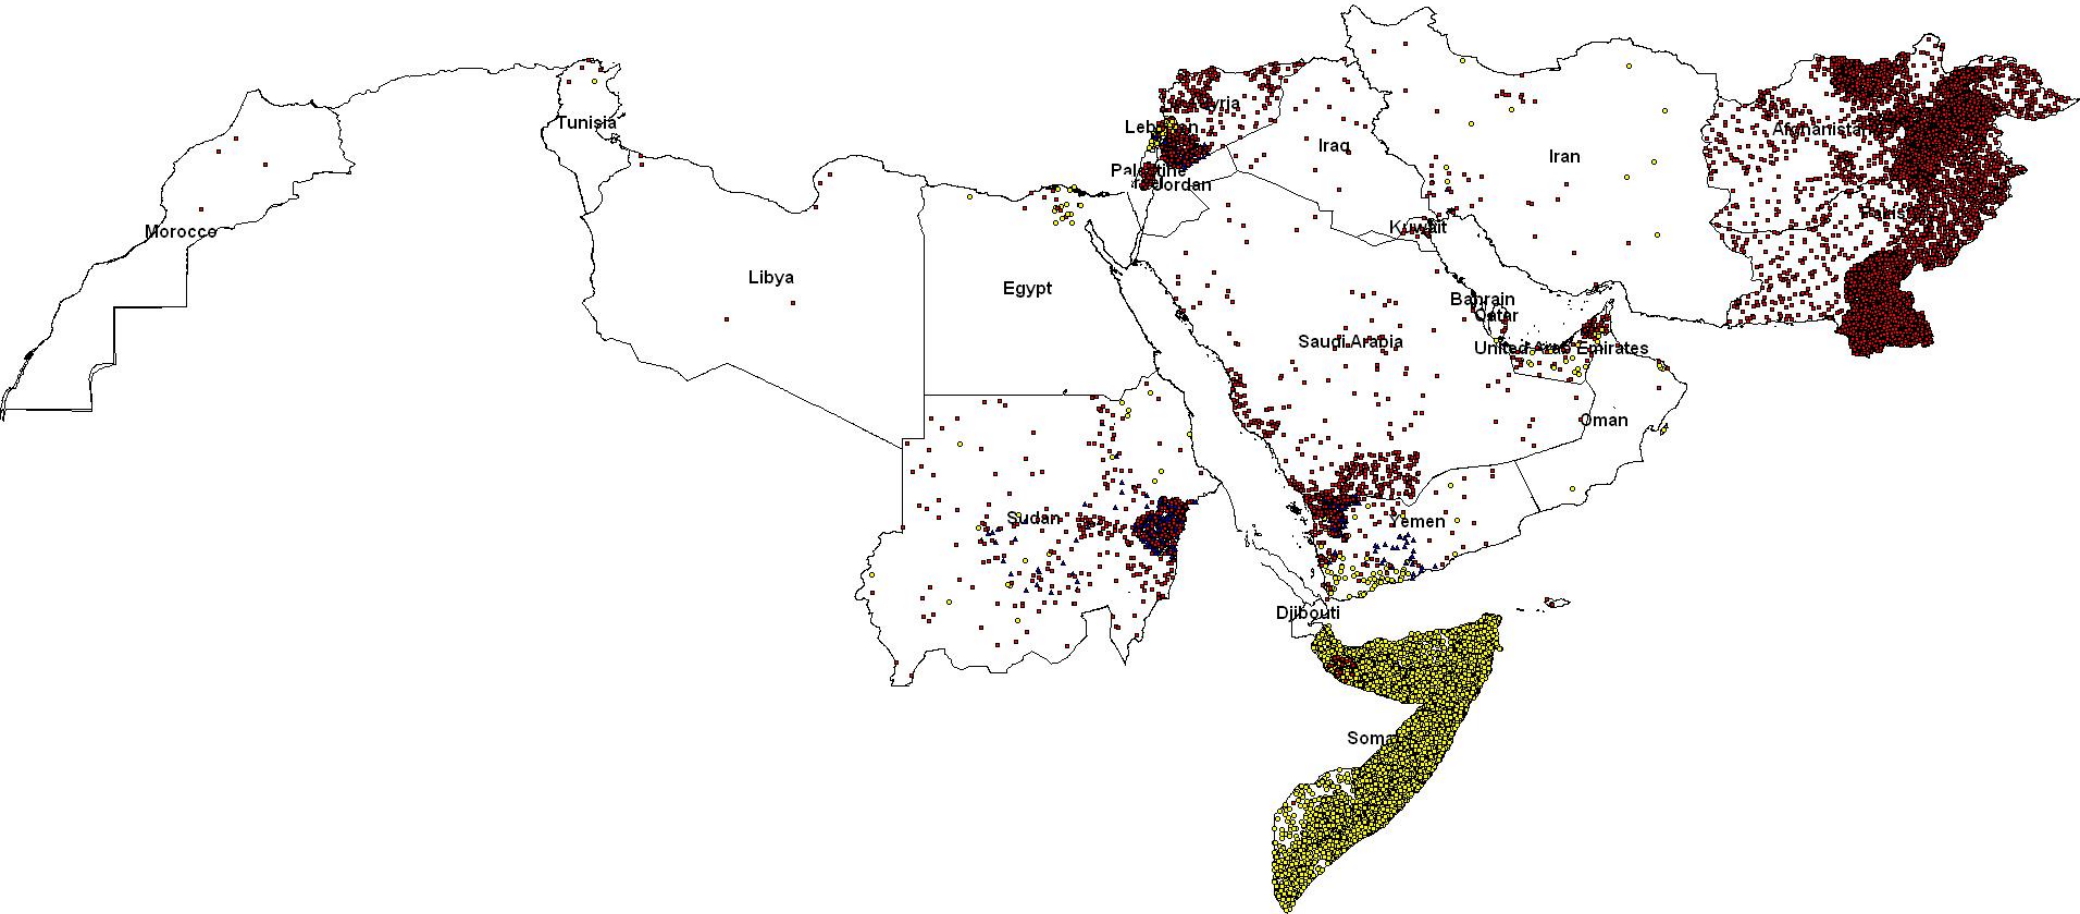 Tunisia
Syria
Lebanon
Afghanistan
Iraq
Iran
Palestine
Jordan
Pakistan
Kuwait
Morocco
Libya
Egypt
Bahrain
Qatar
Saudi Arabia
United Arab Emirates
Oman
Sudan
Yemen
Djibouti
Soma